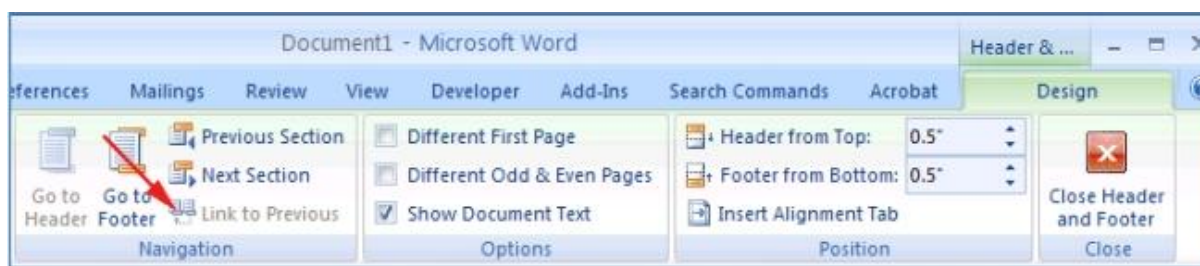 Document1 - Microsoft Word
Header & ...
eferences Mailings Review View Developer Add-Ins Search Commands Acrobat Design
Go to
Header
Go to
Footer
Previous Section
Next Section
Link to Previous
Navigation
Different First Page
Different Odd & Even Pages
Show Document Text
Options
Header from Top: 0.5"
Footer from Bottom: 0.5"
Insert Alignment Tab
Position
Close Header
and Footer
Close